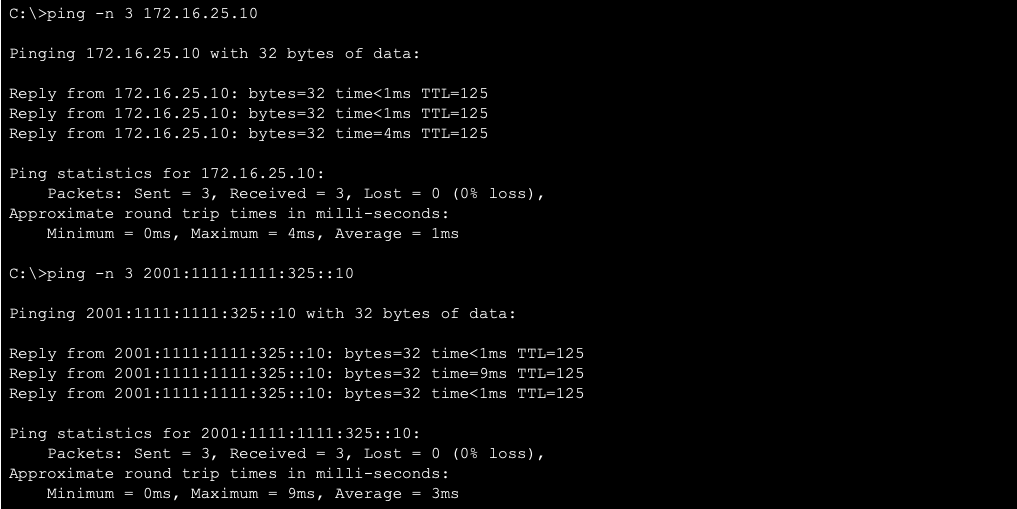 C:\>ping -n 3 172.16.25.10
Pinging 172.16.25.10 with 32 bytes of data:
Reply from 172.16.25.10: bytes=32 time<1ms TTL=125
Reply from 172.16.25.10: bytes=32 time<1ms TTL=125
Reply from 172.16.25.10: bytes=32 time=4ms TTL=125
Ping statistics for 172.16.25.10:
    Packets: Sent = 3, Received = 3, Lost = 0 (0% loss),
Approximate round trip times in milli-seconds:
    Minimum = 0ms, Maximum = 4ms, Average = 1ms
C:\>ping -n 3 2001:1111:1111:325::10
Pinging 2001:1111:1111:325::10 with 32 bytes of data:
Reply from 2001:1111:1111:325::10: bytes=32 time<1ms TTL=125
Reply from 2001:1111:1111:325::10: bytes=32 time=9ms TTL=125
Reply from 2001:1111:1111:325::10: bytes=32 time<1ms TTL=125
Ping statistics for 2001:1111:1111:325::10:
    Packets: Sent = 3, Received = 3, Lost = 0 (0% loss),
Approximate round trip times in milli-seconds:
    Minimum = 0ms, Maximum = 9ms, Average = 3ms